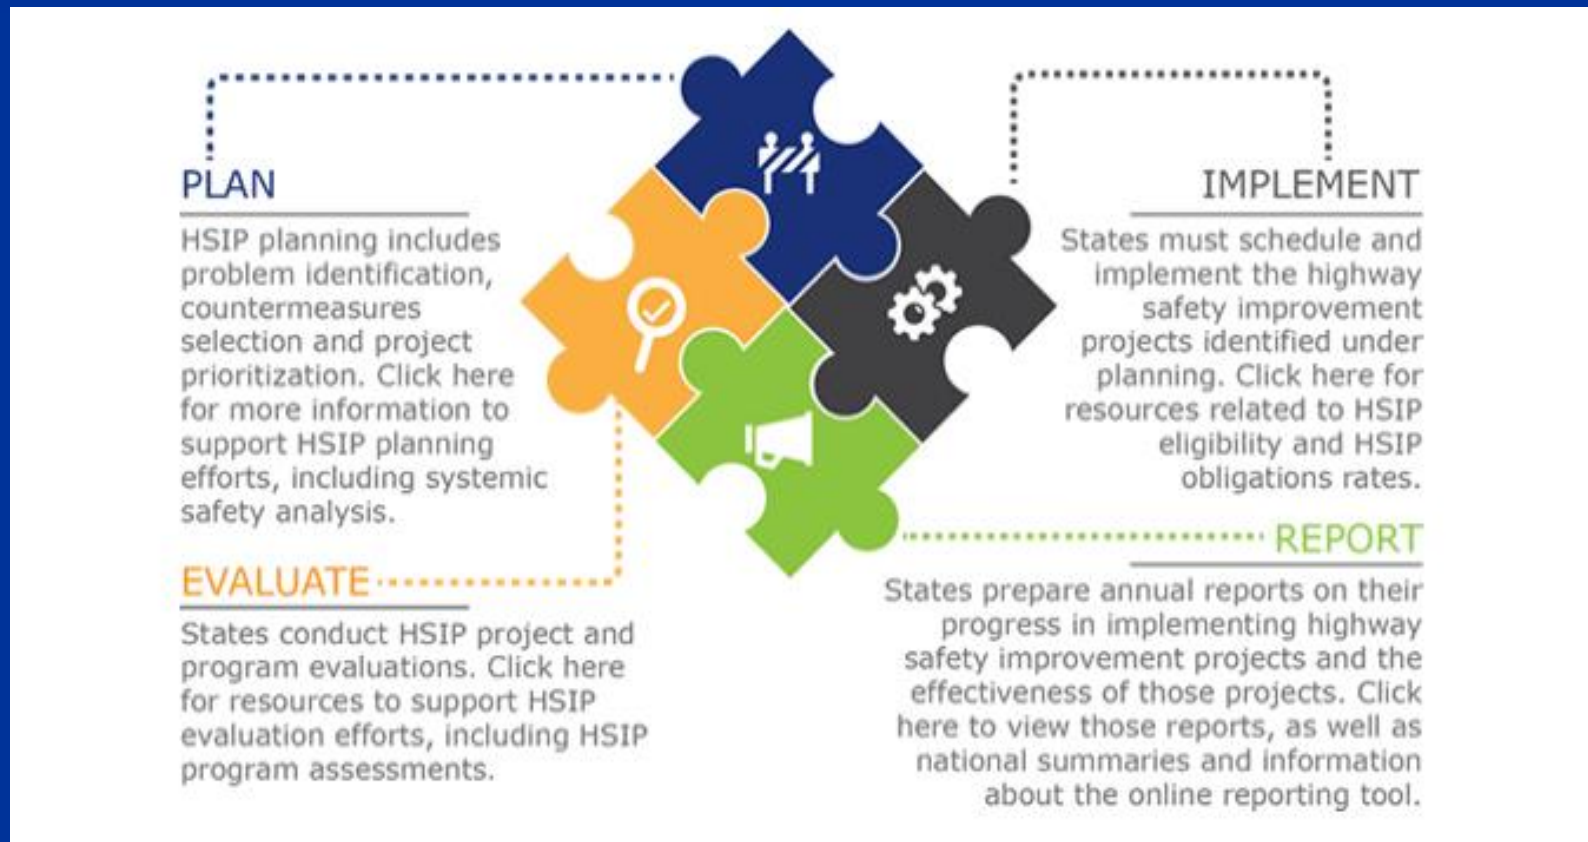 PLAN
HSIP planning includes
problem identification,
countermeasures
selection and project
prioritization. Click here
for more information to
support HSIP planning
efforts, including systemic
safety analysis.
IMPLEMENT
States must schedule and
implement the highway
safety improvement
projects identified under
planning. Click here for
resources related to HSIP
eligibility and HSIP
obligations rates.
EVALUATE
States conduct HSIP project and
program evaluations. Click here
for resources to support HSIP
evaluation efforts, including HSIP
program assessments.
REPORT
States prepare annual reports on their
progress in implementing highway
safety improvement projects and the
effectiveness of those projects. Click
here to view those reports, as well as
national summaries and information
about the online reporting tool.